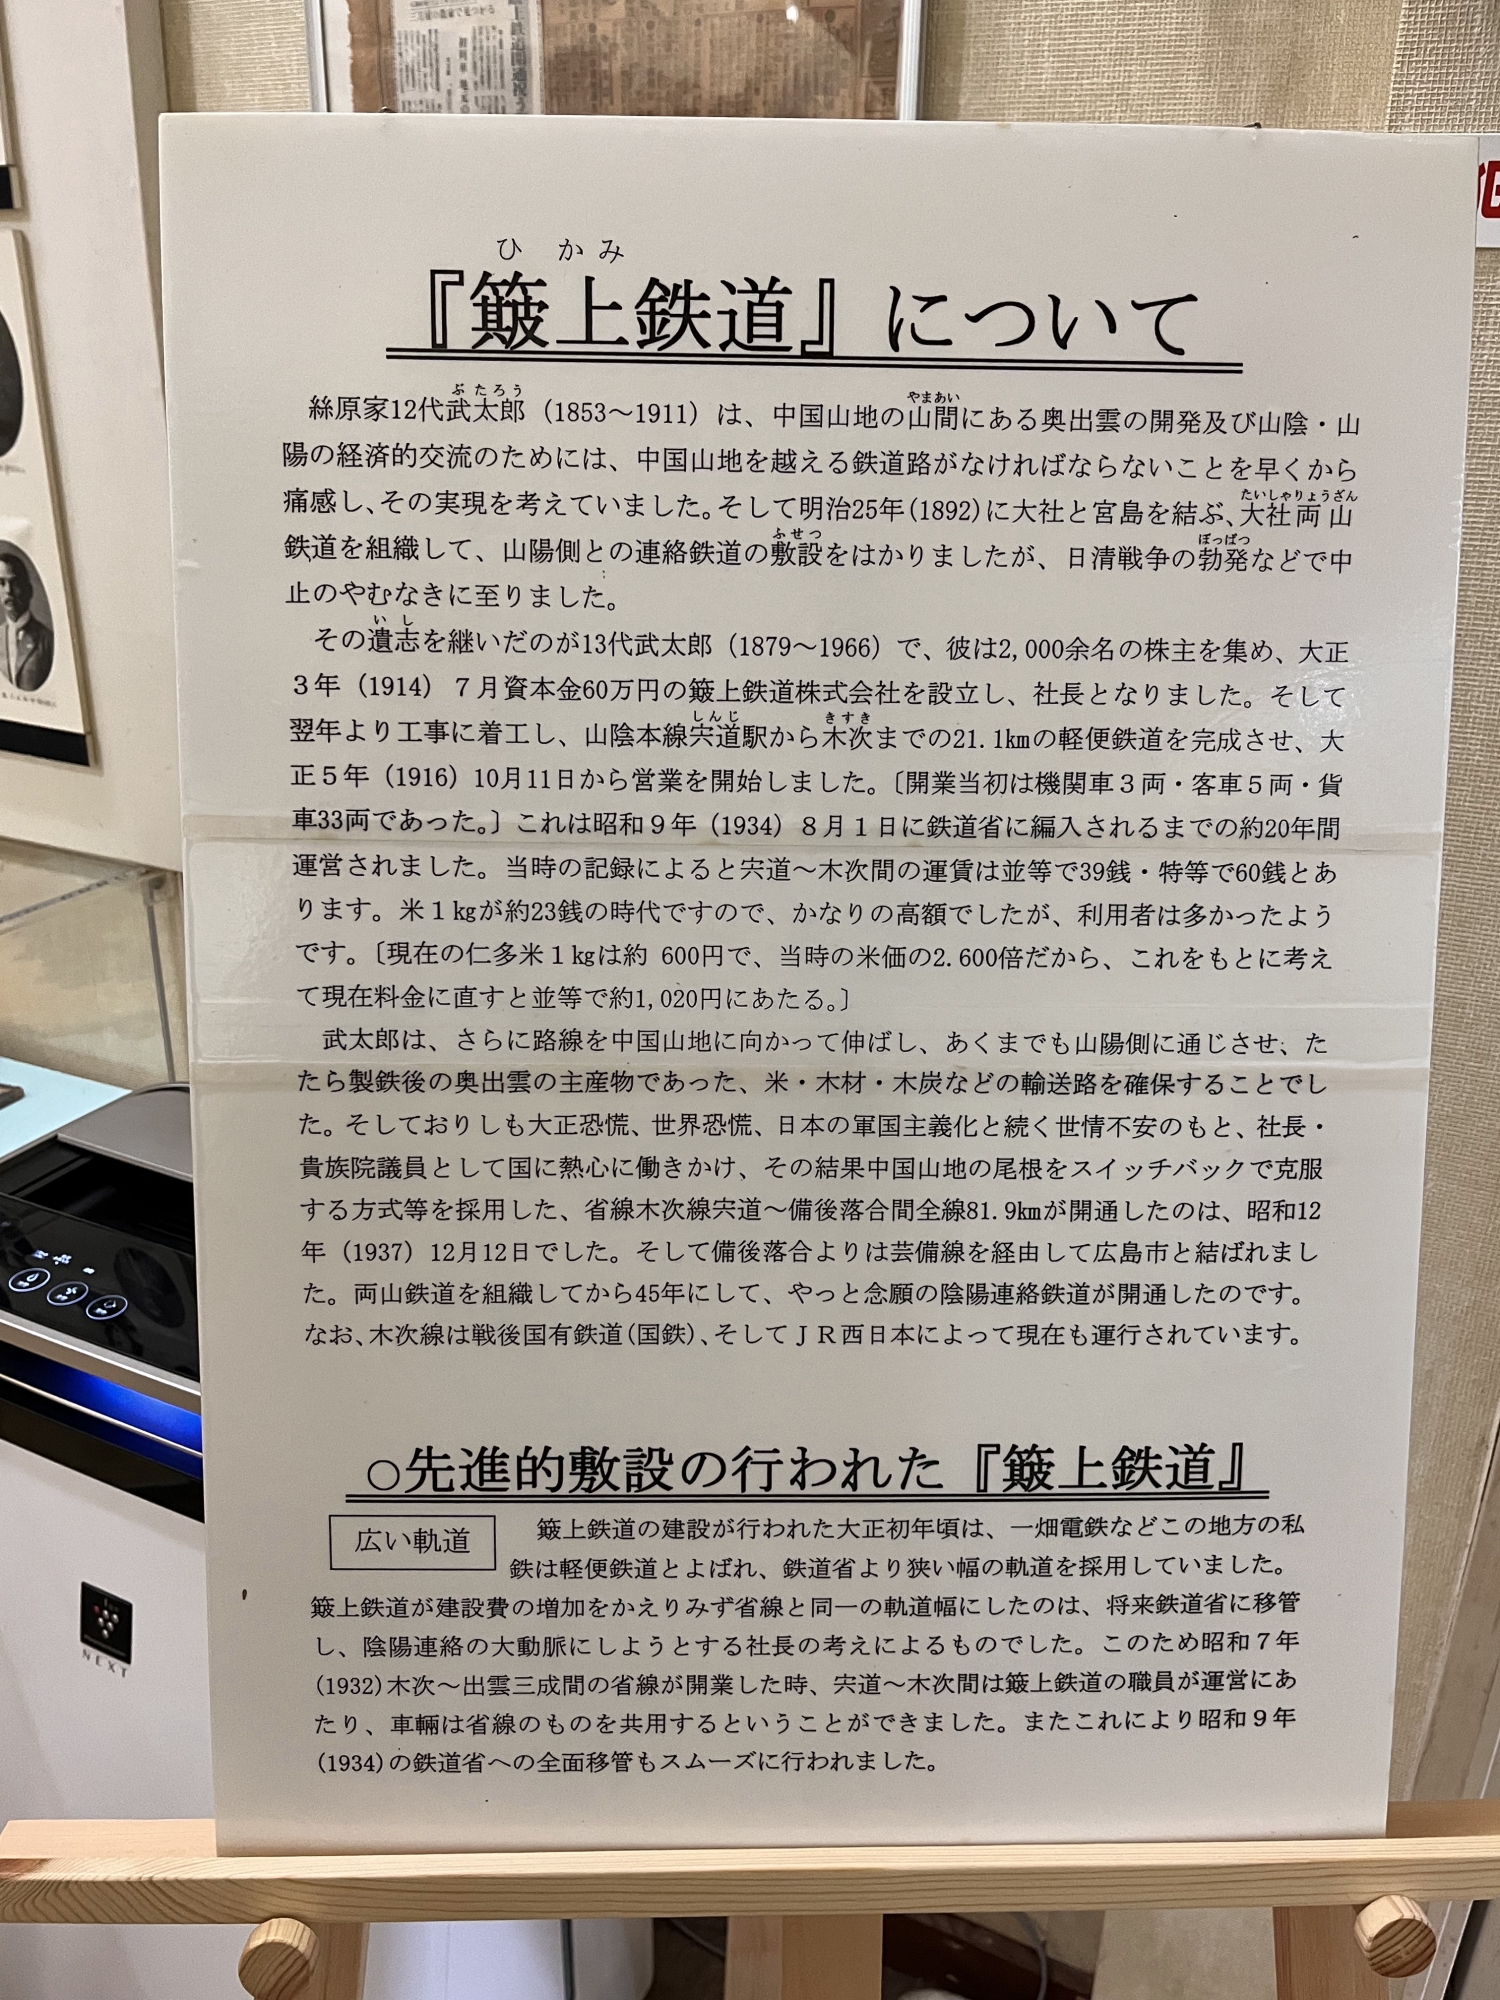 ひかみ
『簸上鉄道』について
絲原家12代武太郎（1853～1911）は、中国山地の山間にある奥出雲の開発及び山陰・山
陽の経済的交流のためには、中国山地を越える鉄道路がなければならないことを早くから
痛感し、その実現を考えていました。そして明治25年(1892)に大社と宮島を結ぶ、大社両山
鉄道を組織して、山陽側との連絡鉄道の敷設をはかりましたが、日清戦争の勃発などで中
止のやむなきに至りました。
その遺志を継いだのが13代武太郎（1879～1966）で、彼は2,000余名の株主を集め、大正
３年（1914）７月資本金60万円の簸上鉄道株式会社を設立し、社長となりました。そして
翌年より工事に着工し、山陰本線宍道駅から木次までの21.1㎞の軽便鉄道を完成させ、大
正５年（1916）10月11日から営業を開始しました。〔開業当初は機関車３両・客車５両・貨
車33両であった。〕これは昭和９年（1934）８月１日に鉄道省に編入されるまでの約20年間
運営されました。当時の記録によると宍道～木次間の運賃は並等で39銭・特等で60銭とあ
ります。米１㎏が約23銭の時代ですので、かなりの高額でしたが、利用者は多かったよう
です。〔現在の仁多米１㎏は約 600円で、当時の米価の2.600倍だから、これをもとに考え
て現在料金に直すと並等で約1,020円にあたる。〕
武太郎は、さらに路線を中国山地に向かって伸ばし、あくまでも山陽側に通じさせ、た
たら製鉄後の奥出雲の主産物であった、米・木材・木炭などの輸送路を確保することでし
た。そしておりしも大正恐慌、世界恐慌、日本の軍国主義化と続く世情不安のもと、社長・
貴族院議員として国に熱心に働きかけ、その結果中国山地の尾根をスイッチバックで克服
する方式等を採用した、省線木次線宍道～備後落合間全線81.9㎞が開通したのは、昭和12
年（1937）12月12日でした。そして備後落合よりは芸備線を経由して広島市と結ばれまし
た。両山鉄道を組織してから45年にして、やっと念願の陰陽連絡鉄道が開通したのです。
なお、木次線は戦後国有鉄道(国鉄)、そしてＪＲ西日本によって現在も運行されています。
○先進的敷設の行われた『簸上鉄道』
広い軌道
簸上鉄道の建設が行われた大正初年頃は、一畑電鉄などこの地方の私
鉄は軽便鉄道とよばれ、鉄道省より狭い幅の軌道を採用していました。
簸上鉄道が建設費の増加をかえりみず省線と同一の軌道幅にしたのは、将来鉄道省に移管
し、陰陽連絡の大動脈にしようとする社長の考えによるものでした。このため昭和７年
(1932)木次～出雲三成間の省線が開業した時、宍道～木次間は簸上鉄道の職員が運営にあ
たり、車輛は省線のものを共用するということができました。またこれにより昭和９年
(1934)の鉄道省への全面移管もスムーズに行われました。
NEXT